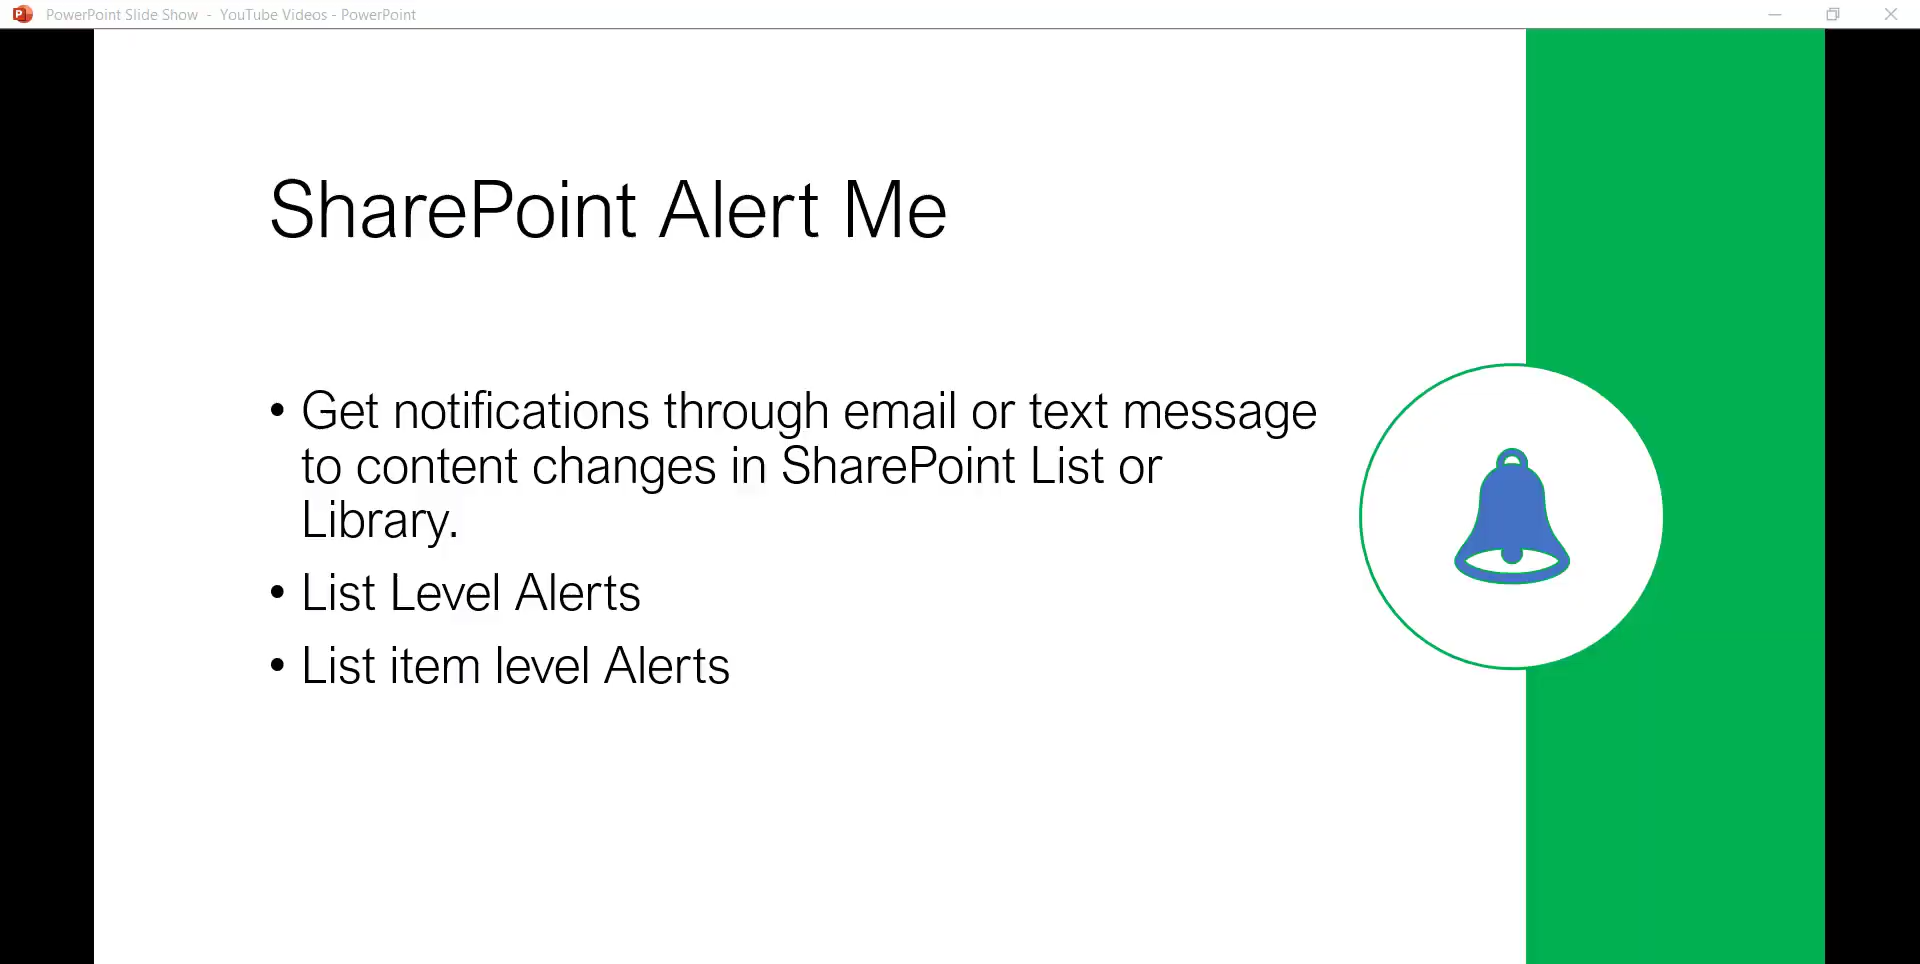 PowerPoint Slide Show - YouTube Videos - PowerPoint
SharePoint Alert Me
• Get notifications through email or text message
to content changes in SharePoint List or
Library.
• List Level Alerts
• List item level Alerts